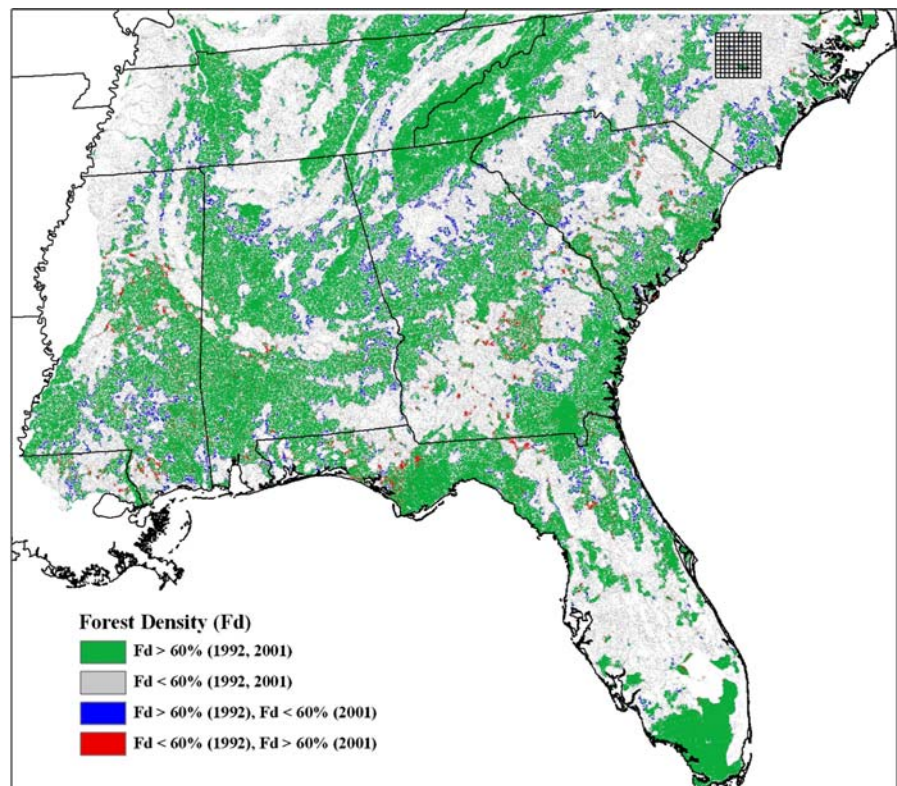 Forest Density (Fd)
Fd > 60% (1992, 2001)
Fd < 60% (1992, 2001)
Fd > 60% (1992), Fd < 60% (2001)
Fd < 60% (1992), Fd > 60% (2001)